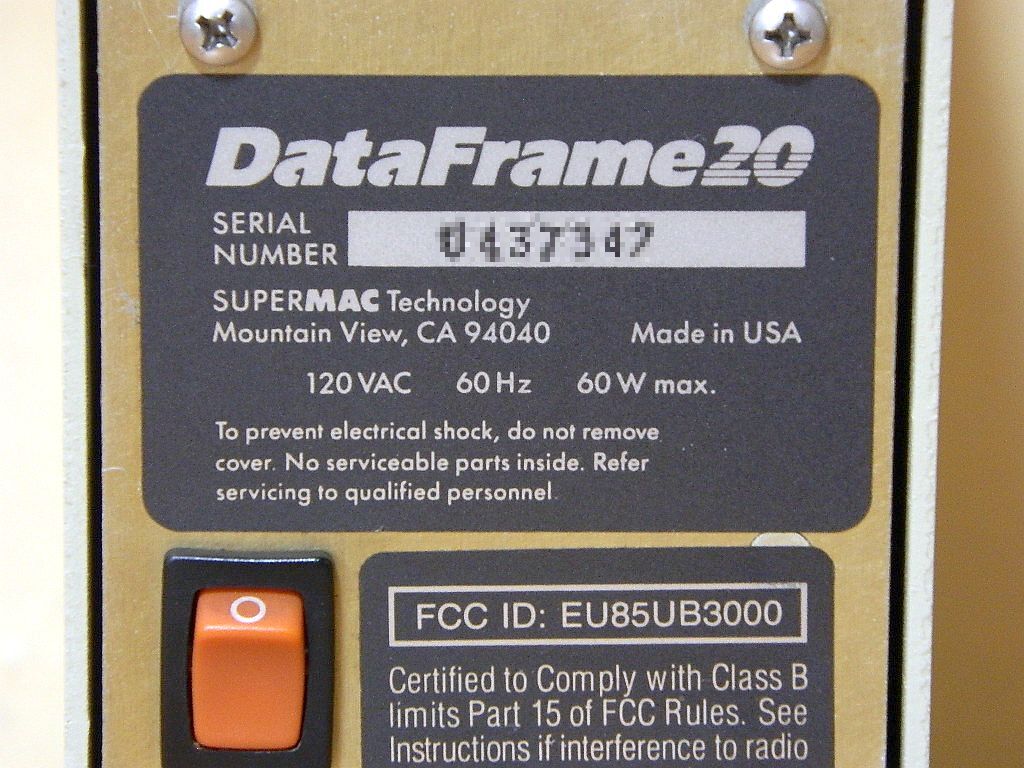 DataFrame20
SERIAL
NUMBER 0437347
SUPERMAC Technology
Mountain View, CA 94040 Made in USA
120 VAC 60 Hz 60 W max.
To prevent electrical shock, do not remove
cover. No serviceable parts inside. Refer
servicing to qualified personnel.
O
FCC ID: EU85UB3000
Certified to Comply with Class B
limits Part 15 of FCC Rules. See
Instructions if interference to radio